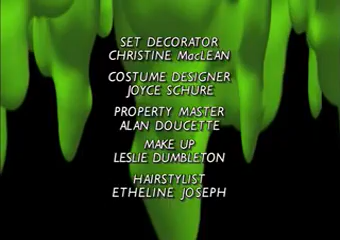 SET DECORATOR
CHRISTINE MacLEAN
COSTUME DESIGNER
JOYCE SCHURE
PROPERTY MASTER
ALAN DOUCETTE
MAKE UP
LESLIE DUMBLETON
HAIRSTYLIST
ETHELINE JOSEPH